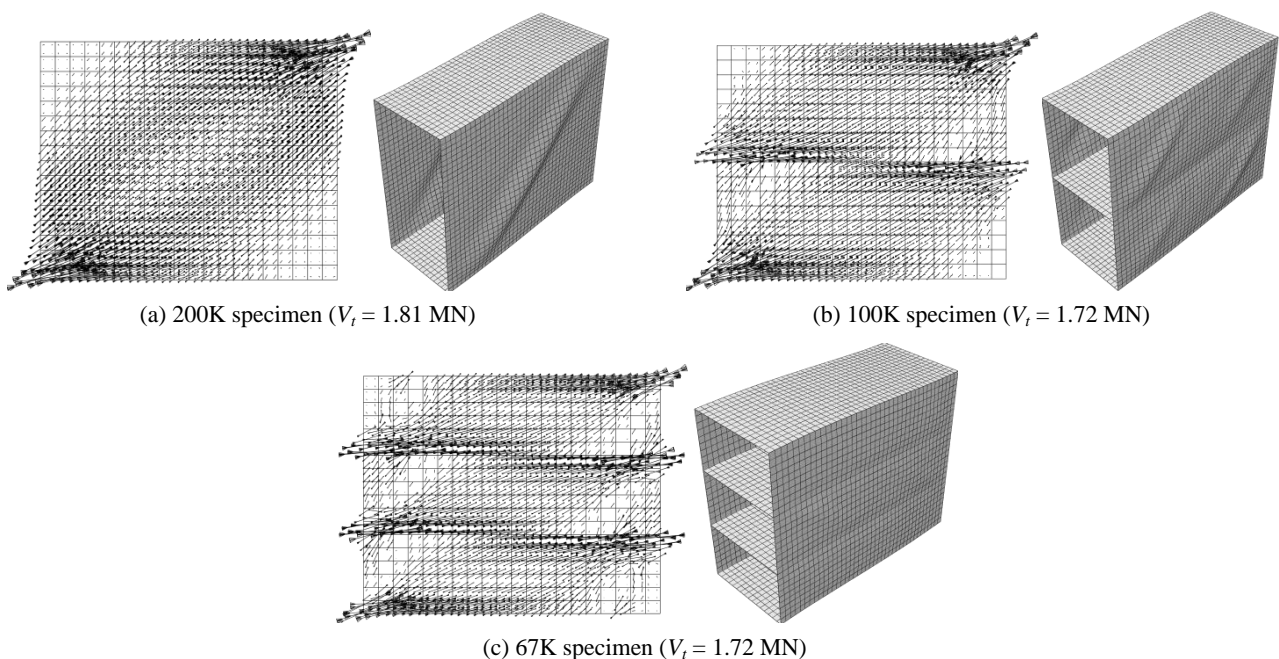 (a) 200K specimen (V_t = 1.81 MN)
(b) 100K specimen (V_t = 1.72 MN)
(c) 67K specimen (V_t = 1.72 MN)